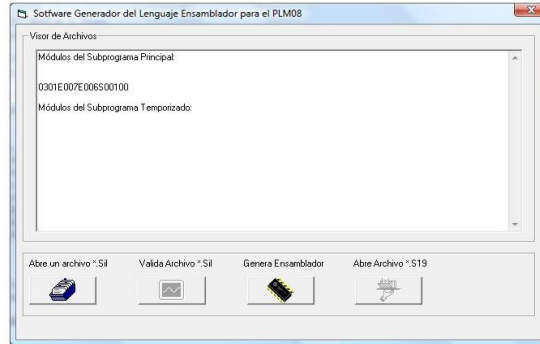 Sotfware Generador del Lenguaje Ensamblador para el PLM08
Visor de Archivos
Módulos del Subprograma Principal:
0301E007E006S00100
Módulos del Subprograma Temporizado:
Abre un archivo *.Sil
Valida Archivo *.Sil
Genera Ensamblador
Abre Archivo *.S19